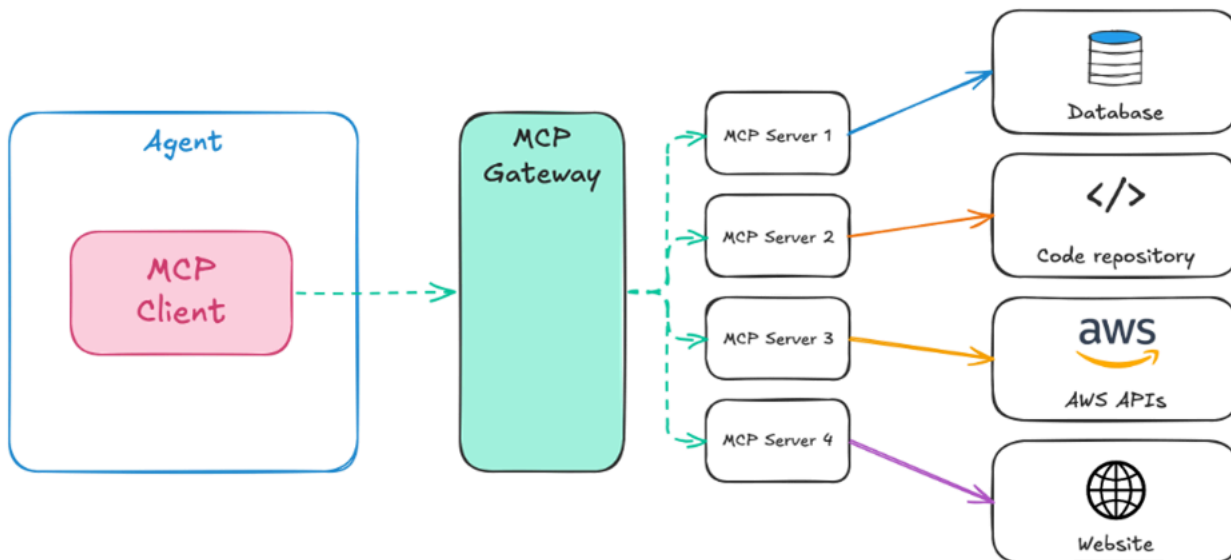 Agent
MCP
Client
MCP
Gateway
MCP Server 1
MCP Server 2
MCP Server 3
MCP Server 4
Database
</>
Code repository
aws
AWS APIs
Website